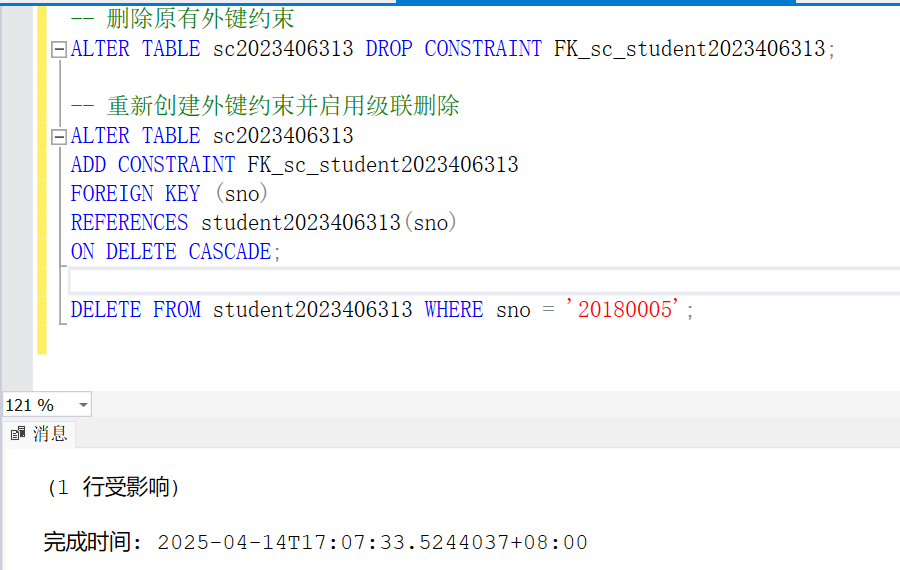 -- 删除原有外键约束
ALTER TABLE sc2023406313 DROP CONSTRAINT FK_sc_student2023406313;
-- 重新创建外键约束并启用级联删除
ALTER TABLE sc2023406313
ADD CONSTRAINT FK_sc_student2023406313
FOREIGN KEY (sno)
REFERENCES student2023406313(sno)
ON DELETE CASCADE;
DELETE FROM student2023406313 WHERE sno = '20180005';
121 %
消息
(1 行受影响)
完成时间: 2025-04-14T17:07:33.5244037+08:00